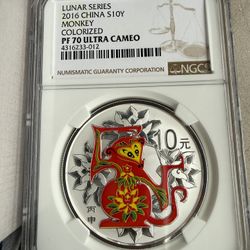 LUNAR SERIES
2016 CHINA S10Y
MONKEY
COLORIZED
PF 70 ULTRA CAMEO
4316233-012
NUMISMATIC GUARANTY CORPORATION
NGC
10元
丙申